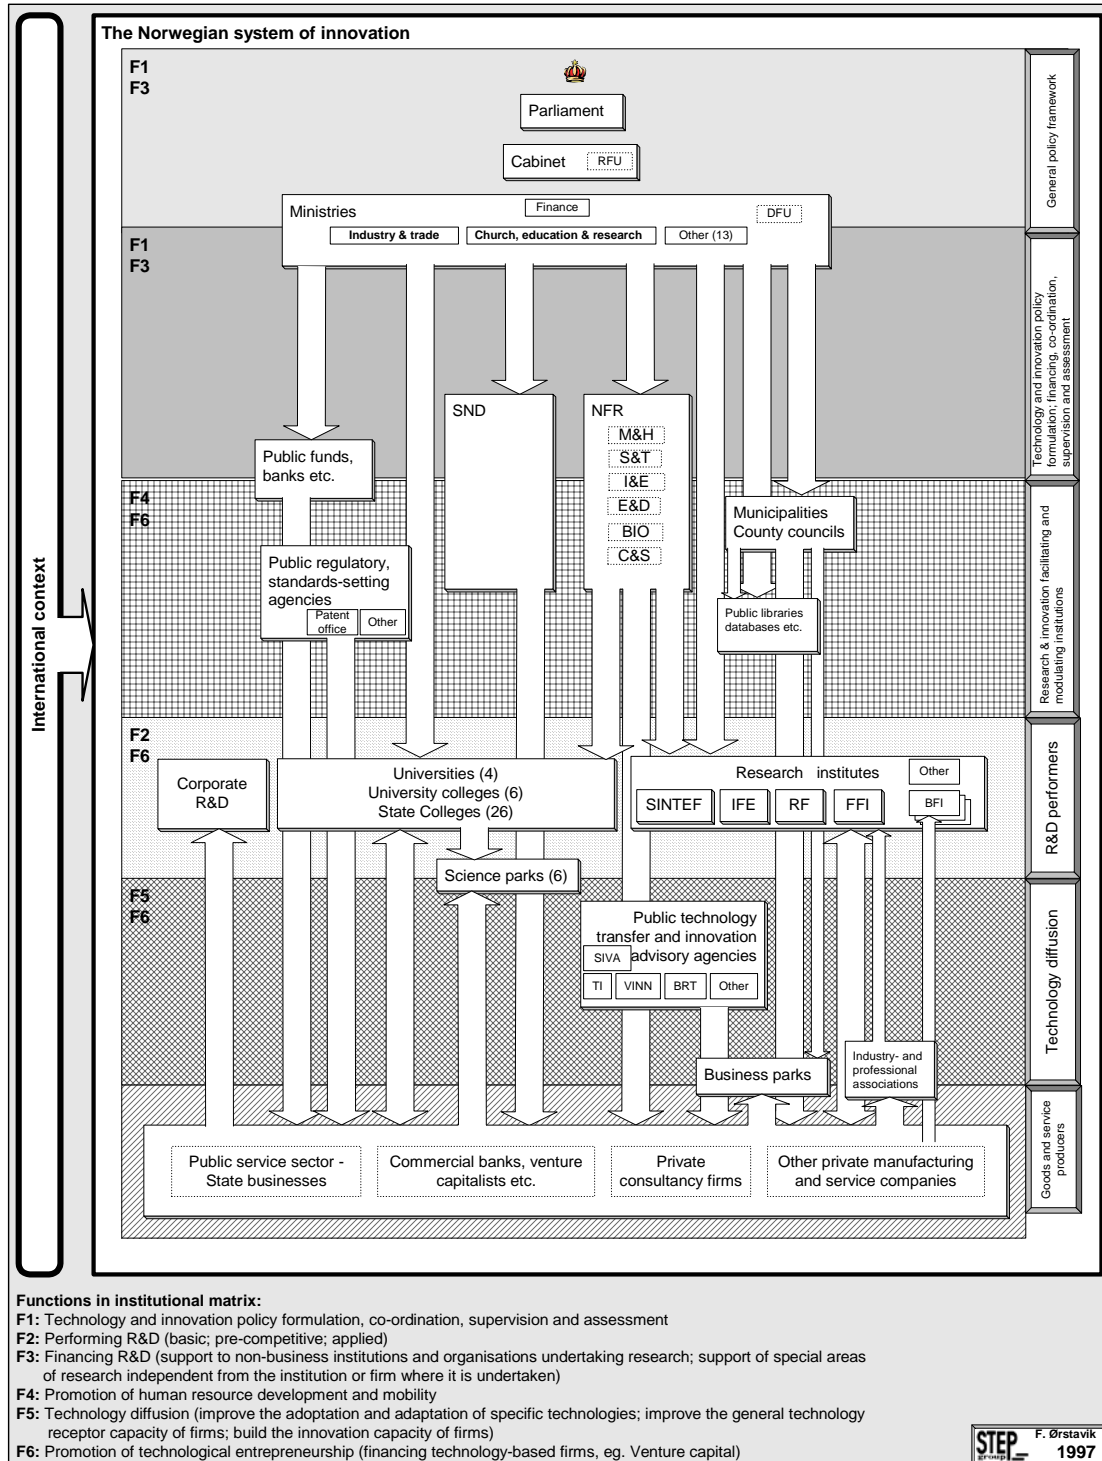 The Norwegian system of innovation
F1
F3
Parliament
Cabinet
RFU
Ministries
Finance
DFU
Industry & trade
Church, education & research
Other (13)
General policy framework
F1
F3
SND
NFR
M&H
S&T
I&E
E&D
BIO
C&S
Public funds,
banks etc.
Technology and innovation policy
formulation; financing, co-ordination,
supervision and assessment
F4
F6
Municipalities
County councils
Public regulatory,
standards-setting
agencies
Patent
office
Other
Public libraries
databases etc.
Research & innovation facilitating and
modulating institutions
International context
F2
F6
Corporate
R&D
Universities (4)
University colleges (6)
State Colleges (26)
Research institutes
Other
SINTEF
IFE
RF
FFI
BFI
R&D performers
Science parks (6)
F5
F6
Public technology
transfer and innovation
advisory agencies
SIVA
TI
VINN
BRT
Other
Business parks
Industry- and
professional
associations
Technology diffusion
Public service sector -
State businesses
Commercial banks, venture
capitalists etc.
Private
consultancy firms
Other private manufacturing
and service companies
Goods and service
producers
Functions in institutional matrix:
F1: Technology and innovation policy formulation, co-ordination, supervision and assessment
F2: Performing R&D (basic; pre-competitive; applied)
F3: Financing R&D (support to non-business institutions and organisations undertaking research; support of special areas
of research independent from the institution or firm where it is undertaken)
F4: Promotion of human resource development and mobility
F5: Technology diffusion (improve the adoption and adaptation of specific technologies; improve the general technology
receptor capacity of firms; build the innovation capacity of firms)
F6: Promotion of technological entrepreneurship (financing technology-based firms, eg. Venture capital)
STEP
group
F. Ørstavik
1997